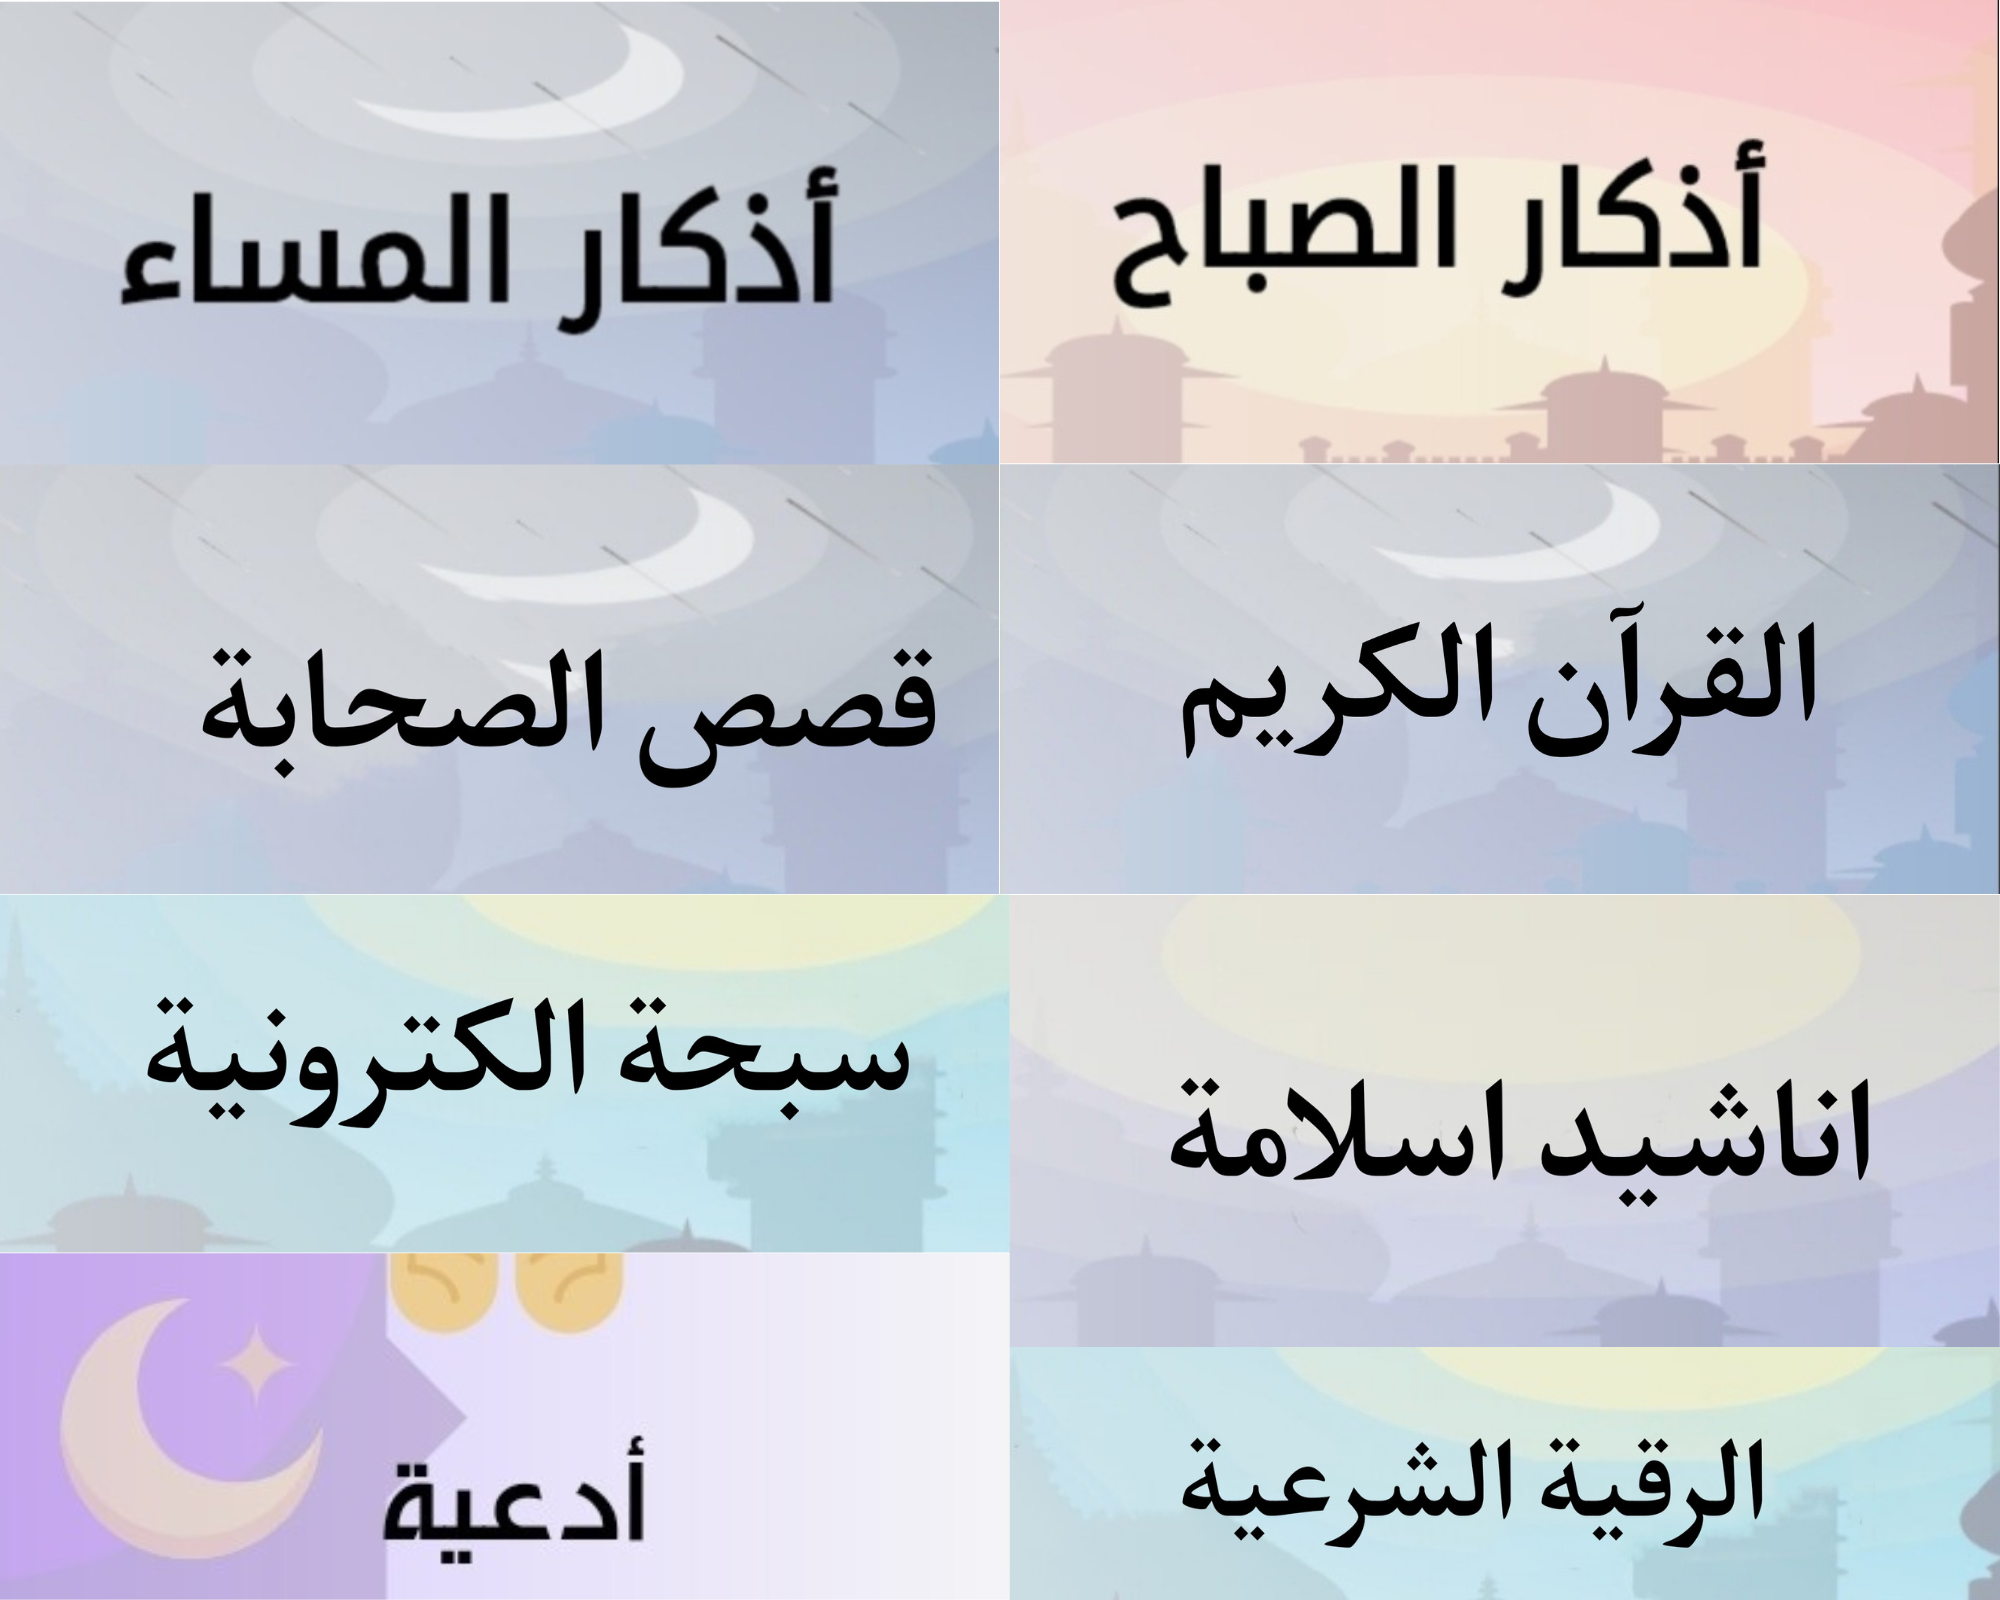 أذكار الصباح
أذكار المساء
القرآن الكريم
قصص الصحابة
سبحة الكترونية
اناشيد اسلامة
أدعية
الرقية الشرعية